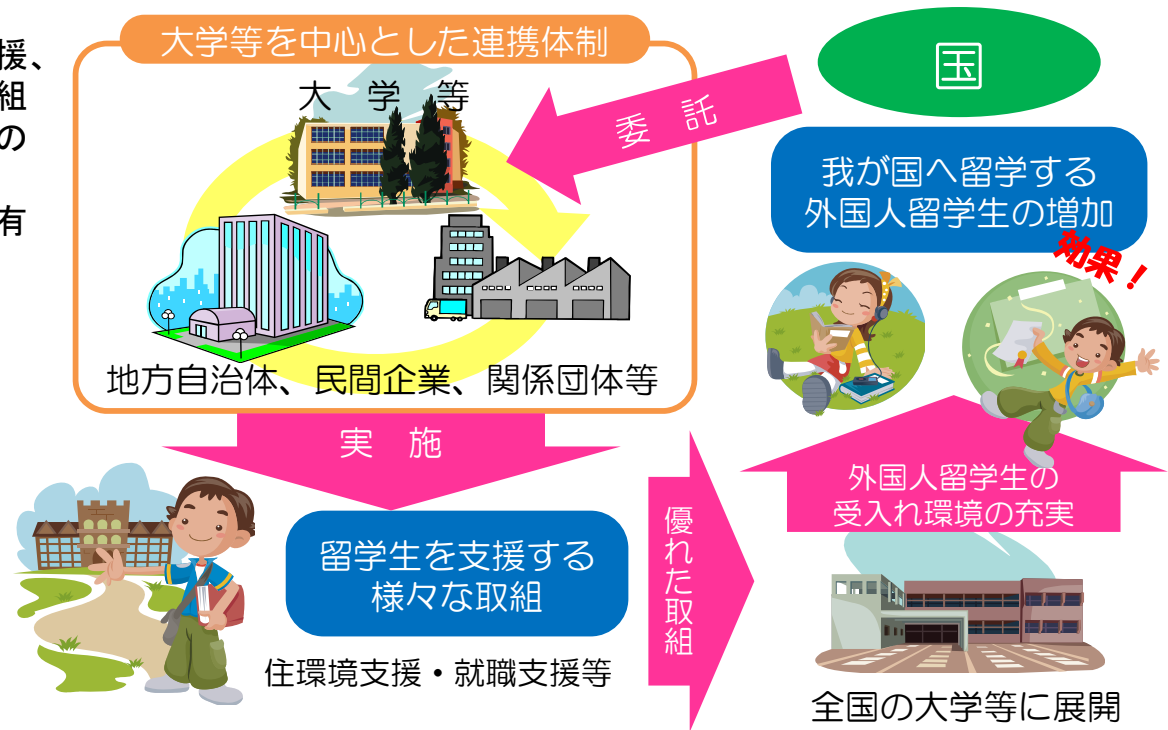 援、
組
の
有
大学等を中心とした連携体制
大　学　等
地方自治体、民間企業、関係団体等
委　託
国
我が国へ留学する
外国人留学生の増加
効果！
実　施
留学生を支援する
様々な取組
住環境支援・就職支援等
優れた取組
外国人留学生の
受入れ環境の充実
全国の大学等に展開